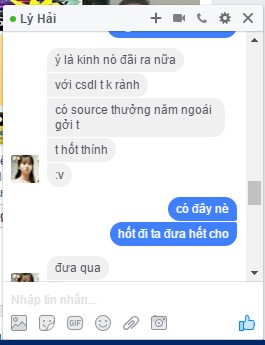 Lý Hải
ý là kinh nó đãi ra nữa
với csdl t k rành
có source thưởng năm ngoái
gởi t
t hốt thính
:v
có đây nè
hốt đi ta đưa hết cho
đưa qua
Nhập tin nhắn...
GIF